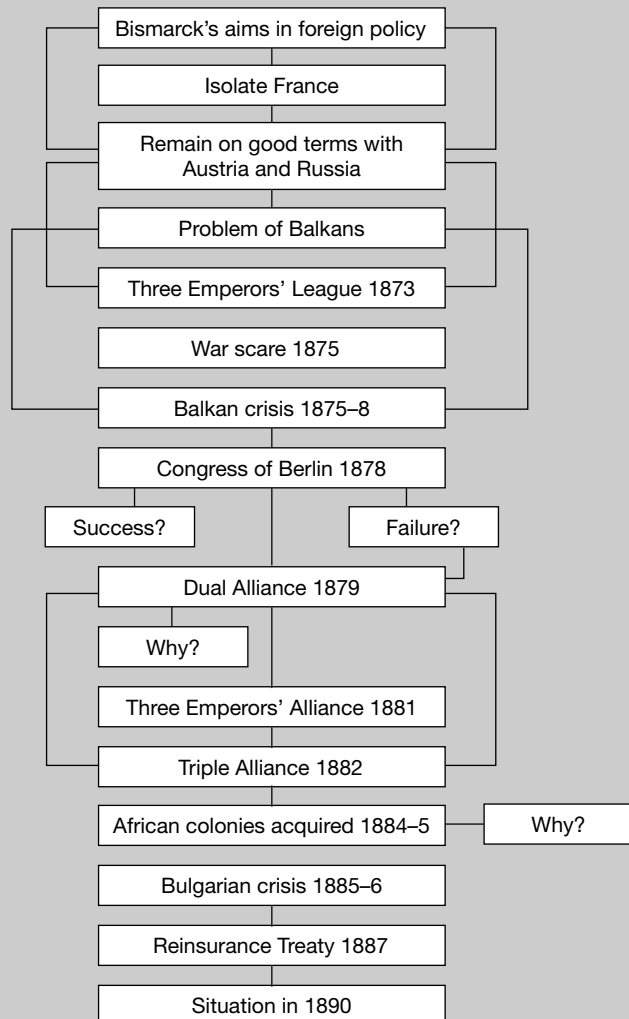 Bismarck's aims in foreign policy
Isolate France
Remain on good terms with
Austria and Russia
Problem of Balkans
Three Emperors' League 1873
War scare 1875
Balkan crisis 1875–8
Congress of Berlin 1878
Success?
Failure?
Dual Alliance 1879
Why?
Three Emperors' Alliance 1881
Triple Alliance 1882
African colonies acquired 1884–5
Why?
Bulgarian crisis 1885–6
Reinsurance Treaty 1887
Situation in 1890